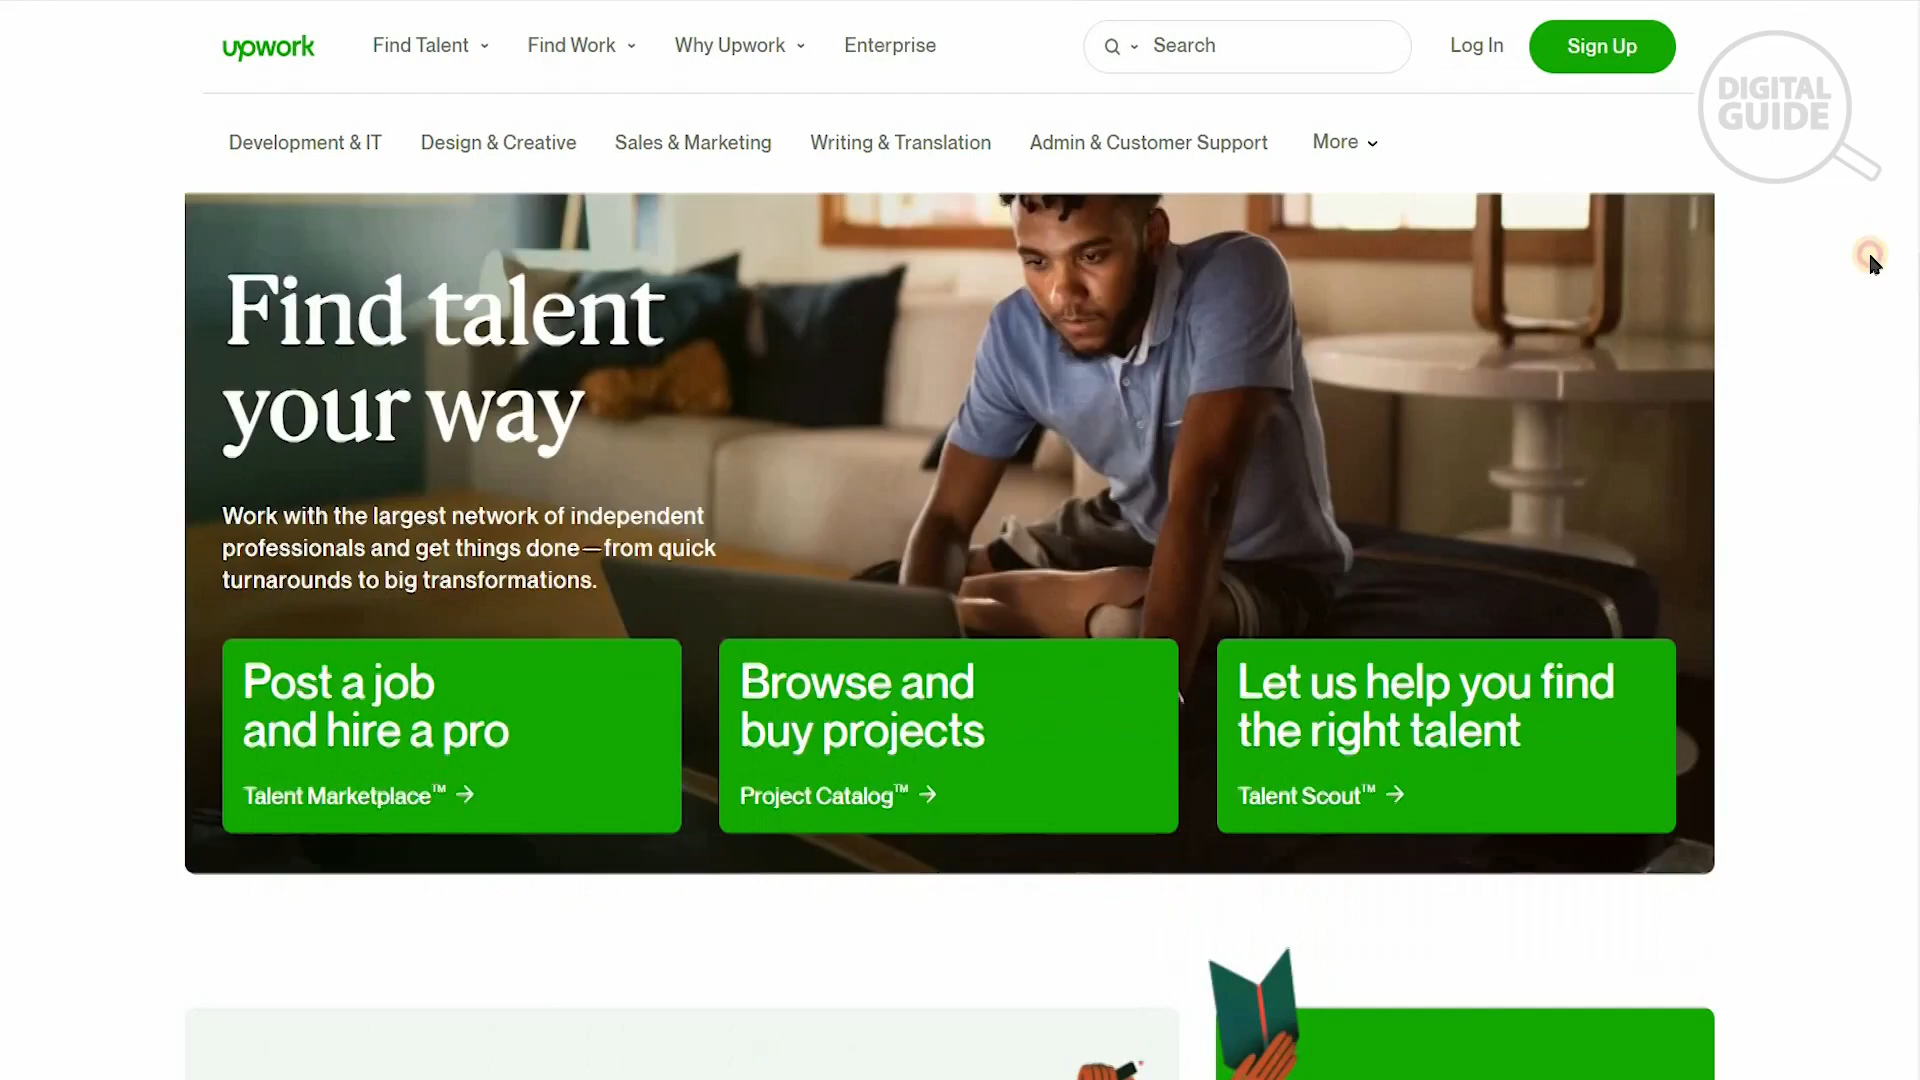 upwork
Find Talent
Find Work
Why Upwork
Enterprise
Search
Log In
Sign Up
DIGITAL
GUIDE
Development & IT
Design & Creative
Sales & Marketing
Writing & Translation
Admin & Customer Support
More
Find talent
your way
Work with the largest network of independent
professionals and get things done—from quick
turnarounds to big transformations.
Post a job
and hire a pro
Talent Marketplace™ →
Browse and
buy projects
Project Catalog™ →
Let us help you find
the right talent
Talent Scout™ →